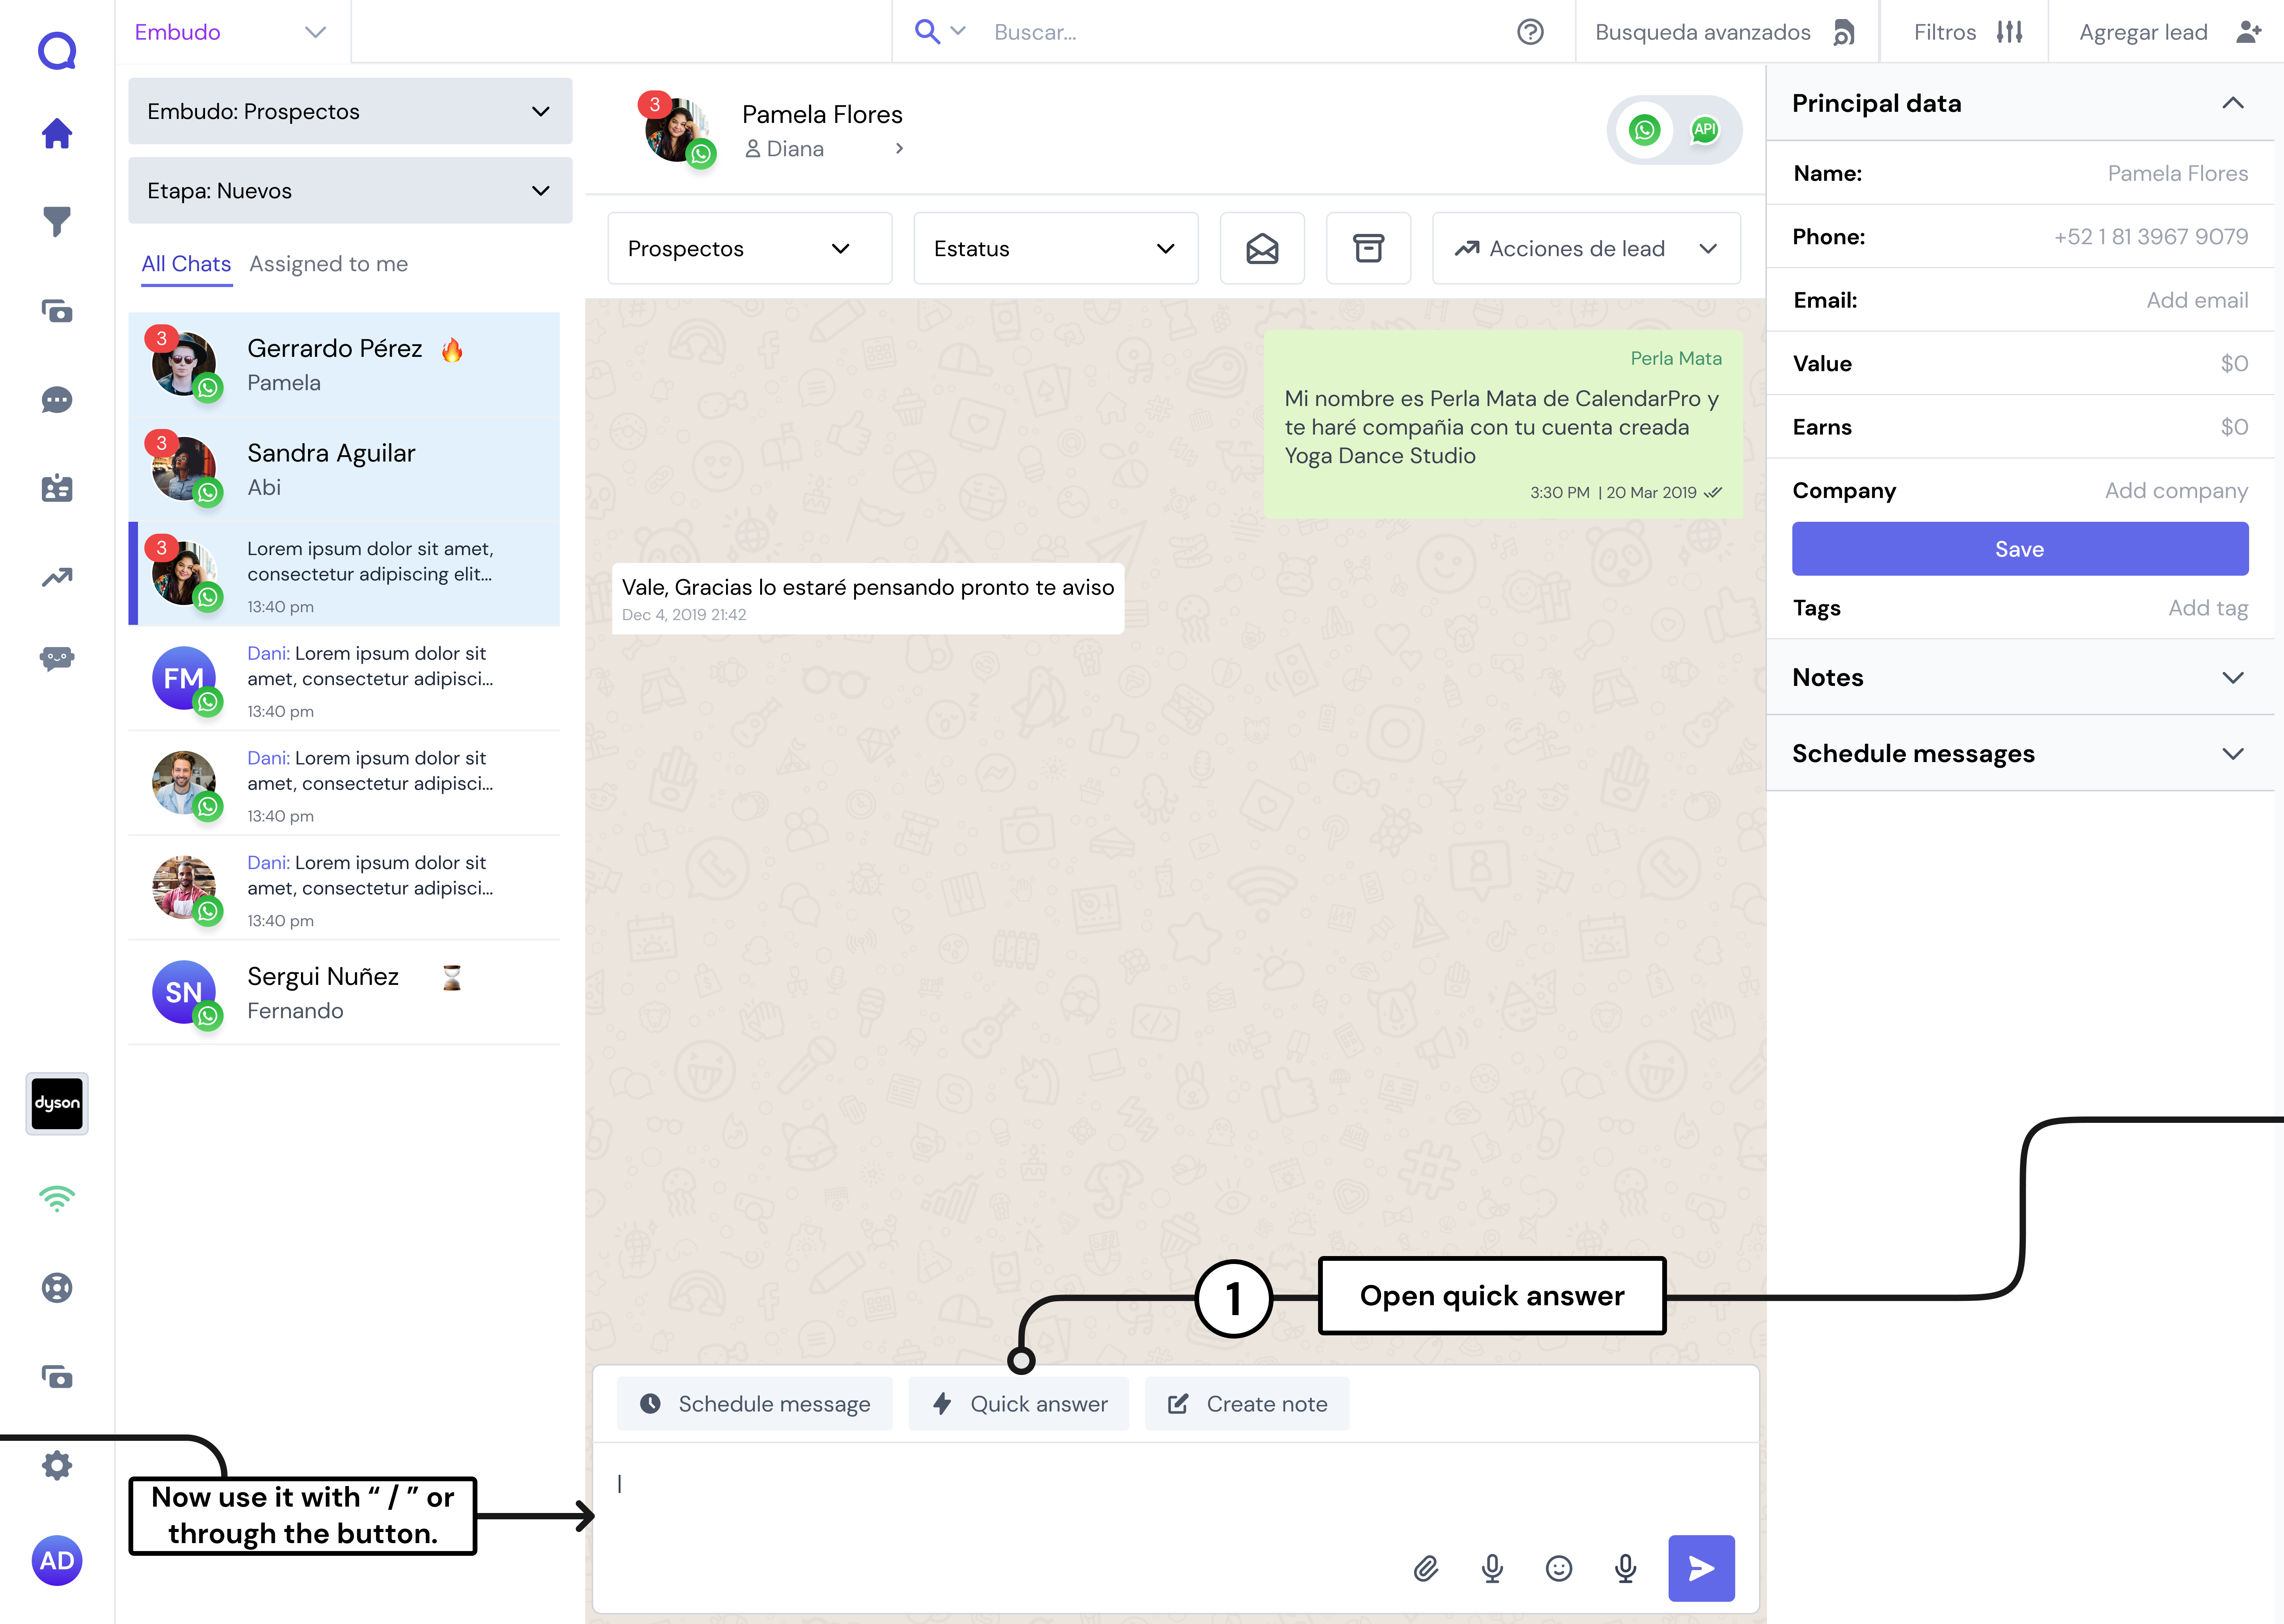 Embudo
Buscar...
Busqueda avanzados
Filtros
Agregar lead
Embudo: Prospectos
Etapa: Nuevos
All Chats
Assigned to me
3
Gerrardo Pérez
Pamela
3
Sandra Aguilar
Abi
3
Lorem ipsum dolor sit amet,
consectetur adipiscing elit...
13:40 pm
FM
Dani: Lorem ipsum dolor sit
amet, consectetur adipisci...
13:40 pm
Dani: Lorem ipsum dolor sit
amet, consectetur adipisci...
13:40 pm
Dani: Lorem ipsum dolor sit
amet, consectetur adipisci...
13:40 pm
SN
Sergui Nuñez
Fernando
dyson
AD
3
Pamela Flores
Diana
API
Prospectos
Estatus
Acciones de lead
Perla Mata
Mi nombre es Perla Mata de CalendarPro y
te haré compañia con tu cuenta creada
Yoga Dance Studio
3:30 PM | 20 Mar 2019
Vale, Gracias lo estaré pensando pronto te aviso
Dec 4, 2019 21:42
1
Open quick answer
Schedule message
Quick answer
Create note
Now use it with “ / ” or
through the button.
Principal data
Name:
Pamela Flores
Phone:
+52 1 81 3967 9079
Email:
Add email
Value
$0
Earns
$0
Company
Add company
Save
Tags
Add tag
Notes
Schedule messages